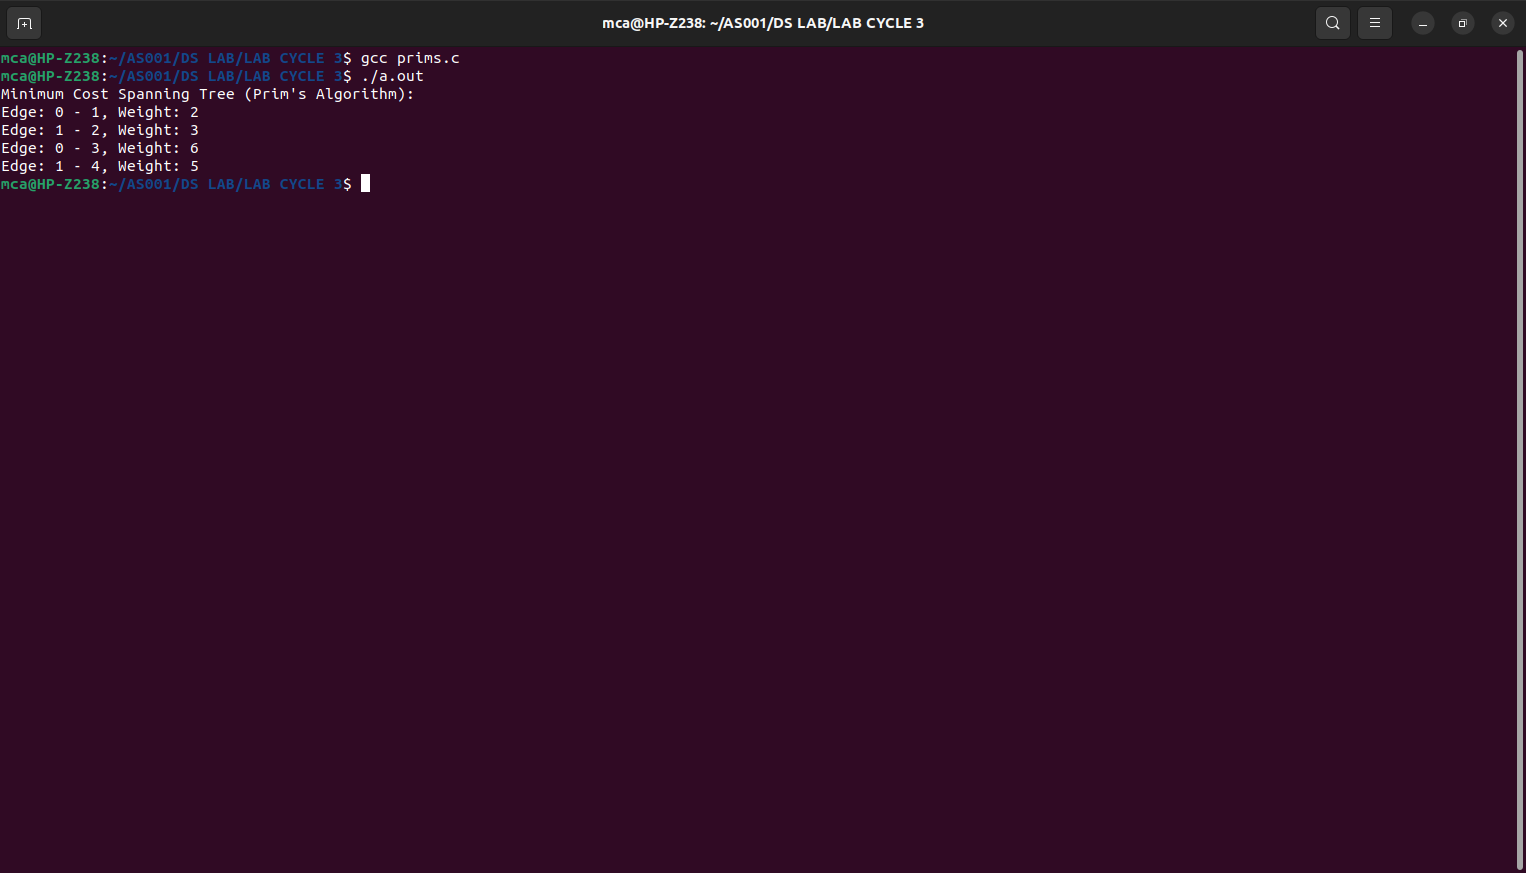 mca@HP-Z238: ~/AS001/DS LAB/LAB CYCLE 3
mca@HP-Z238:~/AS001/DS LAB/LAB CYCLE 3$ gcc prims.c
mca@HP-Z238:~/AS001/DS LAB/LAB CYCLE 3$ ./a.out
Minimum Cost Spanning Tree (Prim's Algorithm):
Edge: 0 - 1, Weight: 2
Edge: 1 - 2, Weight: 3
Edge: 0 - 3, Weight: 6
Edge: 1 - 4, Weight: 5
mca@HP-Z238:~/AS001/DS LAB/LAB CYCLE 3$